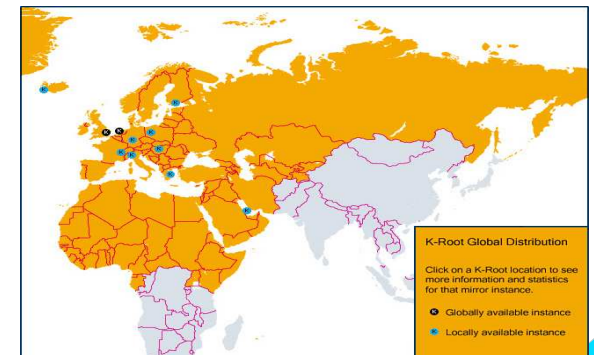 K
K
K
K
K
K
K
K
K
K
K
K
K-Root Global Distribution
Click on a K-Root location to see
more information and statistics
for that mirror instance.
K Globally available instance
K Locally available instance